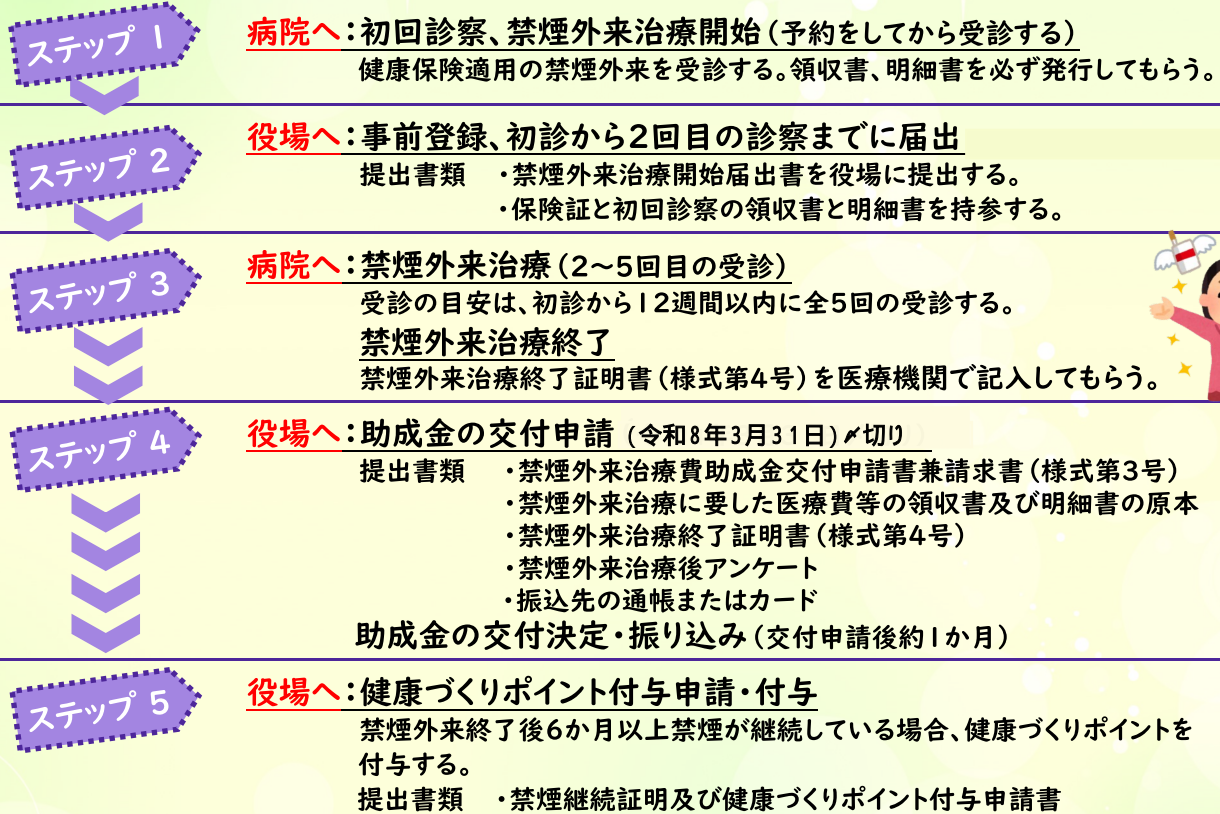 ステップ 1
病院へ：初回診察、禁煙外来治療開始（予約をしてから受診する）
健康保険適用の禁煙外来を受診する。領収書、明細書を必ず発行してもらう。
ステップ 2
役場へ：事前登録、初診から２回目の診察までに届出
提出書類　・禁煙外来治療開始届出書を役場に提出する。
・保険証と初回診察の領収書と明細書を持参する。
ステップ 3
病院へ：禁煙外来治療（２～５回目の受診）
受診の目安は、初診から１２週間以内に全５回の受診する。
禁煙外来治療終了
禁煙外来治療終了証明書（様式第４号）を医療機関で記入してもらう。
ステップ 4
役場へ：助成金の交付申請（令和8年3月31日）〆切り
提出書類　・禁煙外来治療費助成金交付申請書兼請求書（様式第３号）
・禁煙外来治療に要した医療費等の領収書及び明細書の原本
・禁煙外来治療終了証明書（様式第４号）
・禁煙外来治療後アンケート
・振込先の通帳またはカード
助成金の交付決定・振り込み（交付申請後約１か月）
ステップ 5
役場へ：健康づくりポイント付与申請・付与
禁煙外来終了後６か月以上禁煙が継続している場合、健康づくりポイントを
付与する。
提出書類　・禁煙継続証明及び健康づくりポイント付与申請書